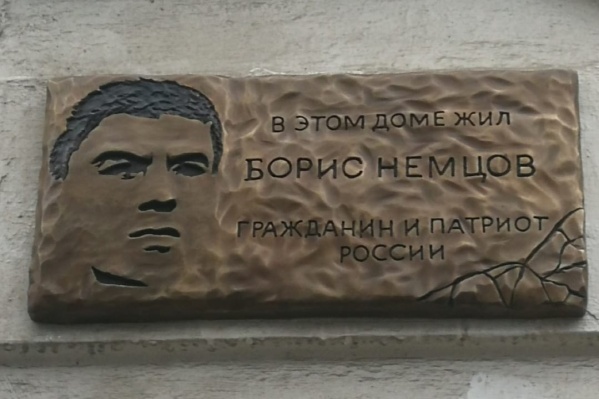 В ЭТОМ ДОМЕ ЖИЛ
БОРИС НЕМЦОВ
ГРАЖДАНИН И ПАТРИОТ
РОССИИ